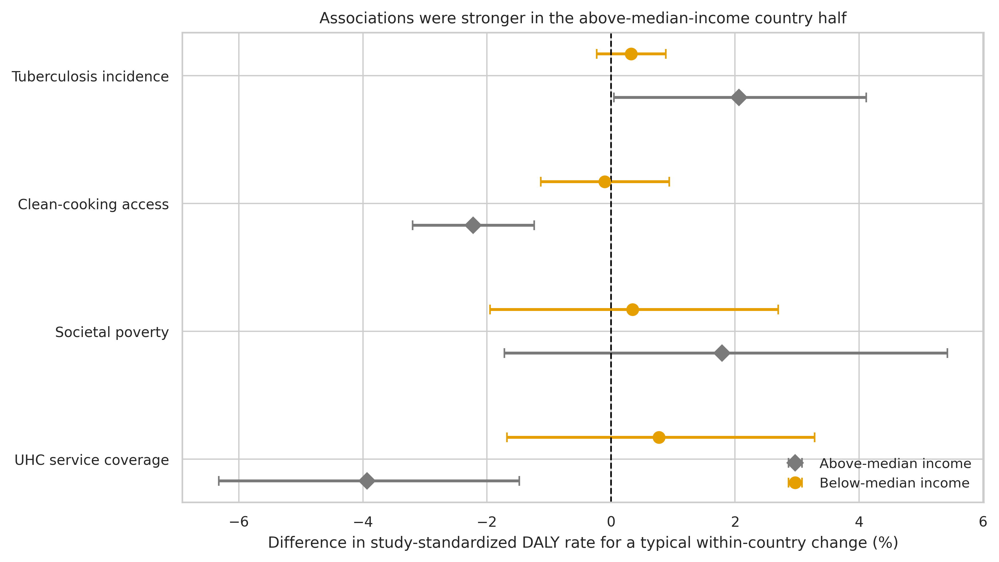 Associations were stronger in the above-median-income country half
Tuberculosis incidence
Clean-cooking access
Societal poverty
UHC service coverage
Above-median income
Below-median income
−6 −4 −2 0 2 4 6
Difference in study-standardized DALY rate for a typical within-country change (%)